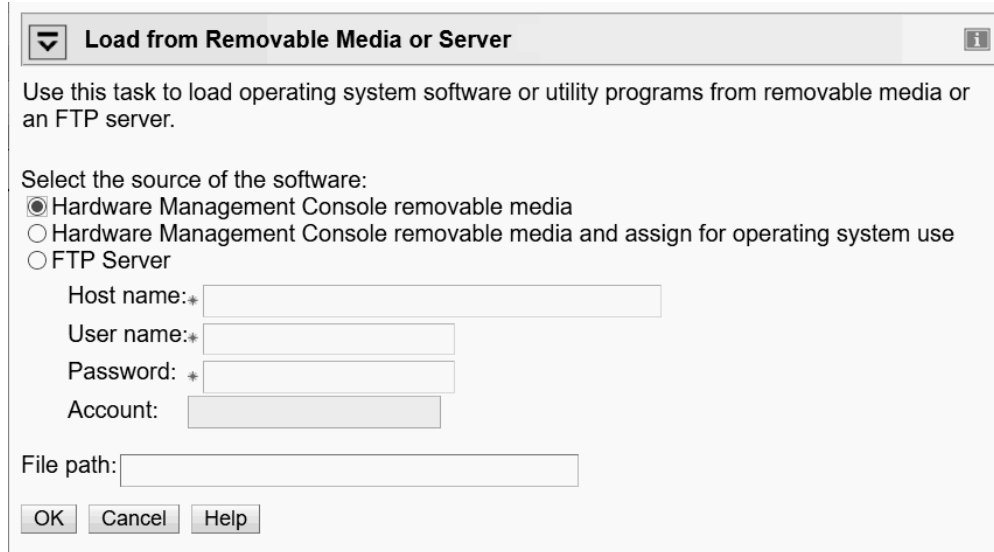 Load from Removable Media or Server
Use this task to load operating system software or utility programs from removable media or
an FTP server.
Select the source of the software:
Hardware Management Console removable media
Hardware Management Console removable media and assign for operating system use
FTP Server
Host name:*
User name:*
Password: *
Account:
File path:
OK Cancel Help